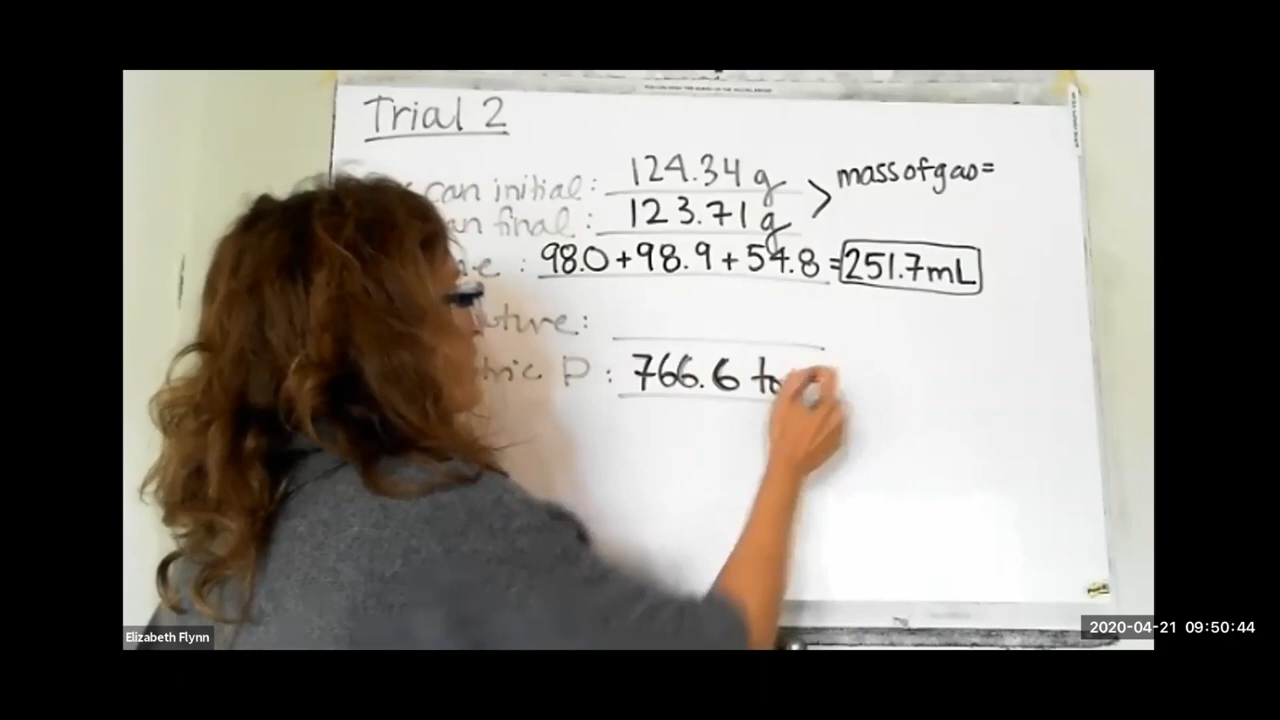 Trial 2
can initial: 124.34 g > mass of gas =
final: 123.71 g
: 98.0 + 98.9 + 54.8 = 251.7 mL
:
P : 766.6 to
Elizabeth Flynn
2020-04-21 09:50:44